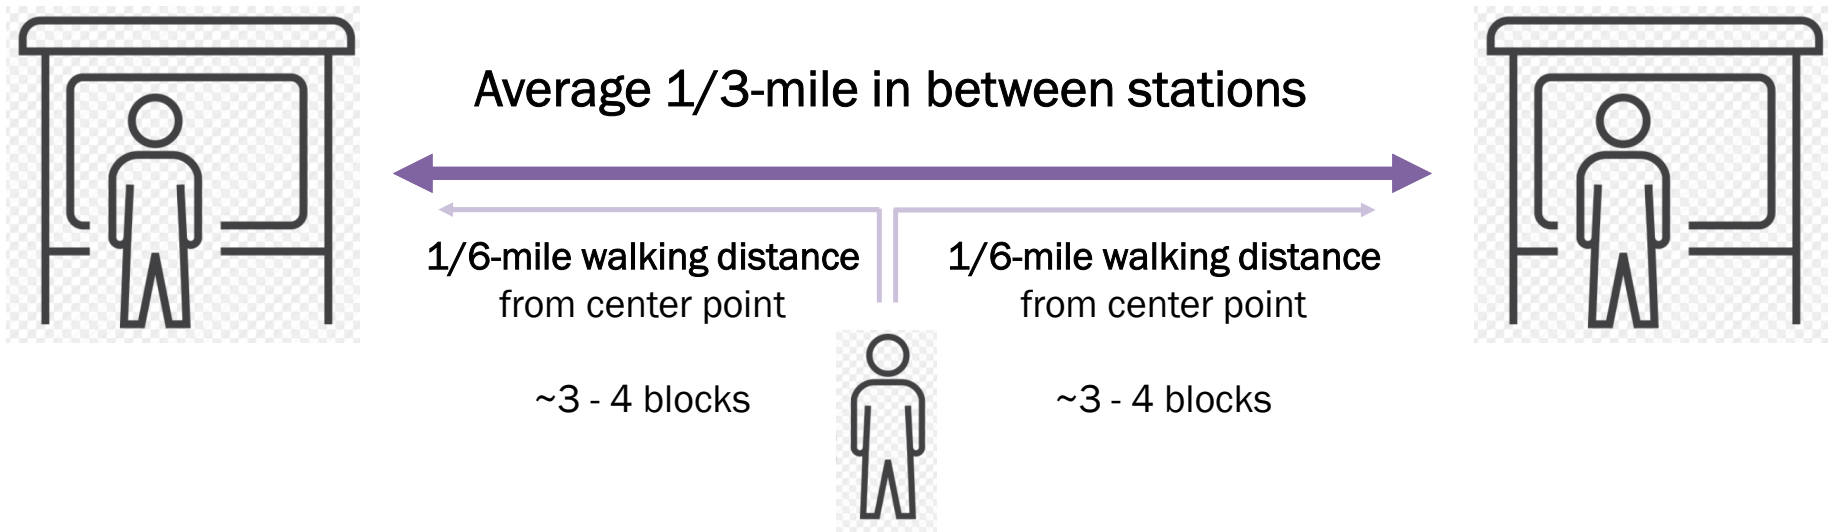 Average 1/3-mile in between stations
1/6-mile walking distance
from center point
~3 - 4 blocks
1/6-mile walking distance
from center point
~3 - 4 blocks